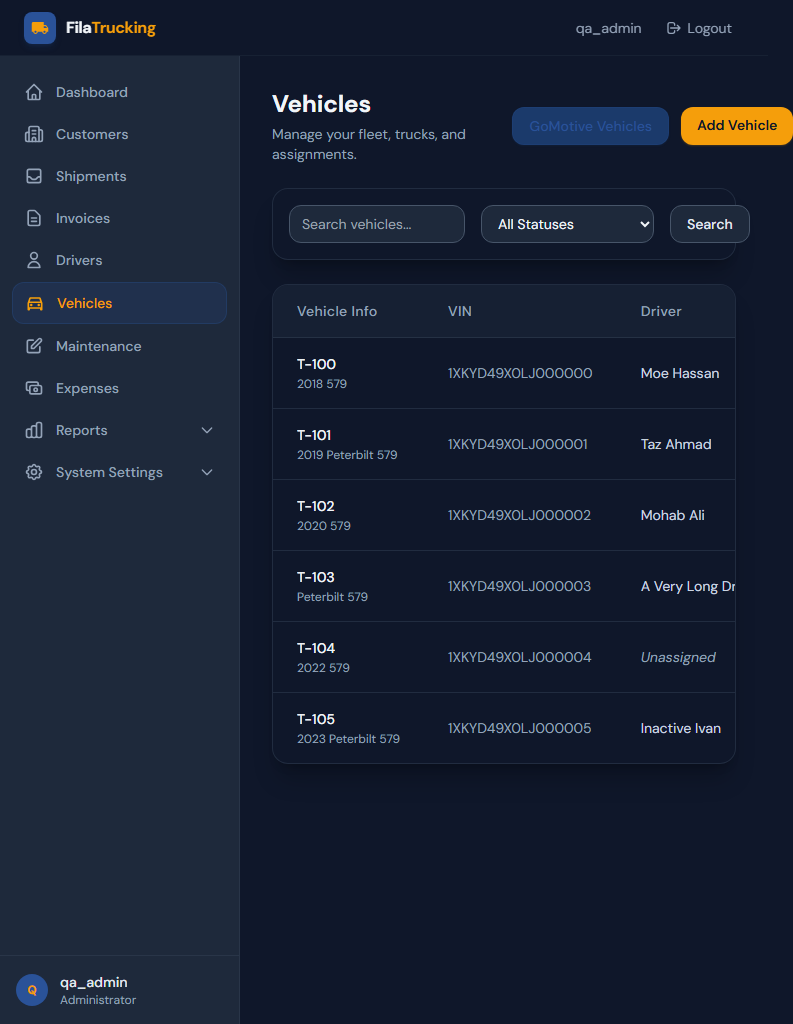 FilaTrucking
qa_admin
Logout
Dashboard
Customers
Shipments
Invoices
Drivers
Vehicles
Maintenance
Expenses
Reports
System Settings
qa_admin
Administrator
Q
Vehicles
Manage your fleet, trucks, and
assignments.
GoMotive Vehicles
Add Vehicle
Search vehicles...
All Statuses
Search
Vehicle Info VIN Driver
T-100
2018 579
1XKYD49X0LJ000000
Moe Hassan
T-101
2019 Peterbilt 579
1XKYD49X0LJ000001
Taz Ahmad
T-102
2020 579
1XKYD49X0LJ000002
Mohab Ali
T-103
Peterbilt 579
1XKYD49X0LJ000003
A Very Long Dr
T-104
2022 579
1XKYD49X0LJ000004
Unassigned
T-105
2023 Peterbilt 579
1XKYD49X0LJ000005
Inactive Ivan